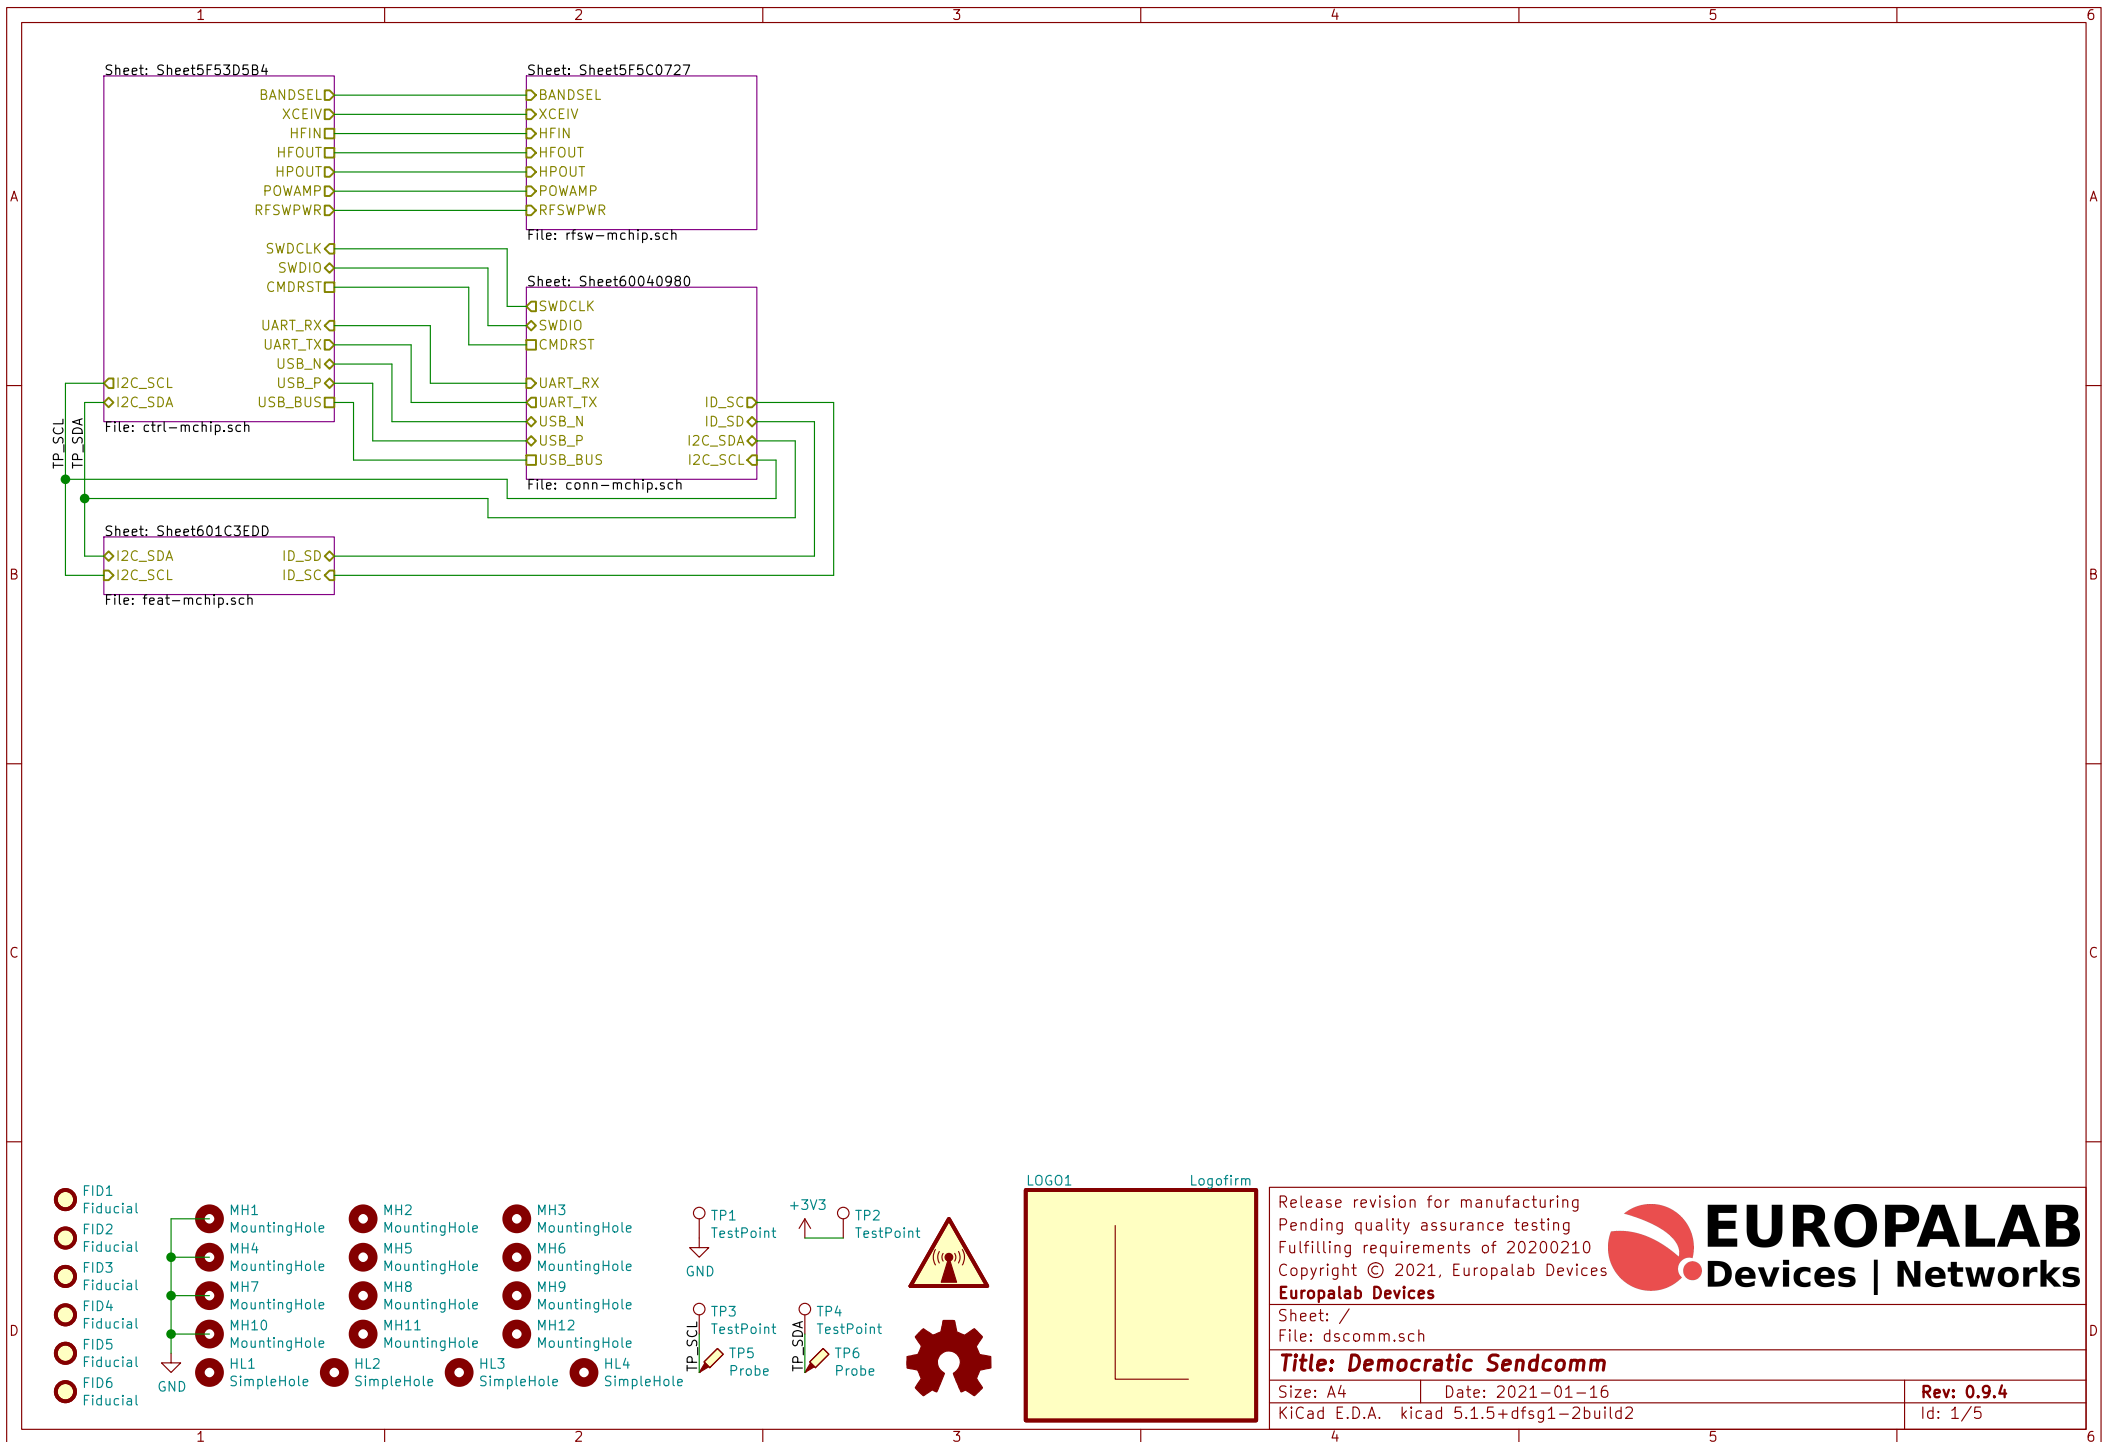 1 2 3 4 5 6
A A
B B
C C
D D
Sheet: Sheet5F53D5B4
BANDSEL
XCEIV
HFIN
HFOUT
HPOUT
POWAMP
RFSWPWR
SWDCLK
SWDIO
CMDRST
UART_RX
UART_TX
USB_N
USB_P
USB_BUS
I2C_SCL
I2C_SDA
File: ctrl-mchip.sch
TP_SCL
TP_SDA
Sheet: Sheet5F5C0727
BANDSEL
XCEIV
HFIN
HFOUT
HPOUT
POWAMP
RFSWPWR
File: rfsw-mchip.sch
Sheet: Sheet60040980
SWDCLK
SWDIO
CMDRST
UART_RX
UART_TX
USB_N
USB_P
USB_BUS
ID_SC
ID_SD
I2C_SDA
I2C_SCL
File: conn-mchip.sch
Sheet: Sheet601C3EDD
I2C_SDA
I2C_SCL
ID_SD
ID_SC
File: feat-mchip.sch
FID1
Fiducial
FID2
Fiducial
FID3
Fiducial
FID4
Fiducial
FID5
Fiducial
FID6
Fiducial
MH1
MountingHole
MH2
MountingHole
MH3
MountingHole
MH4
MountingHole
MH5
MountingHole
MH6
MountingHole
MH7
MountingHole
MH8
MountingHole
MH9
MountingHole
MH10
MountingHole
MH11
MountingHole
MH12
MountingHole
GND
HL1
SimpleHole
HL2
SimpleHole
HL3
SimpleHole
HL4
SimpleHole
TP1
TestPoint
GND
+3V3
TP2
TestPoint
TP3
TestPoint
TP_SCL
TP5
Probe
TP4
TestPoint
TP_SDA
TP6
Probe
LOGO1 Logofirm
Release revision for manufacturing
Pending quality assurance testing
Fulfilling requirements of 20200210
Copyright © 2021, Europalab Devices
Europalab Devices
EUROPALAB
Devices | Networks
Sheet: /
File: dscomm.sch
Title: Democratic Sendcomm
Size: A4 Date: 2021-01-16 Rev: 0.9.4
KiCad E.D.A. kicad 5.1.5+dfsg1-2build2 Id: 1/5
1 2 3 4 5 6